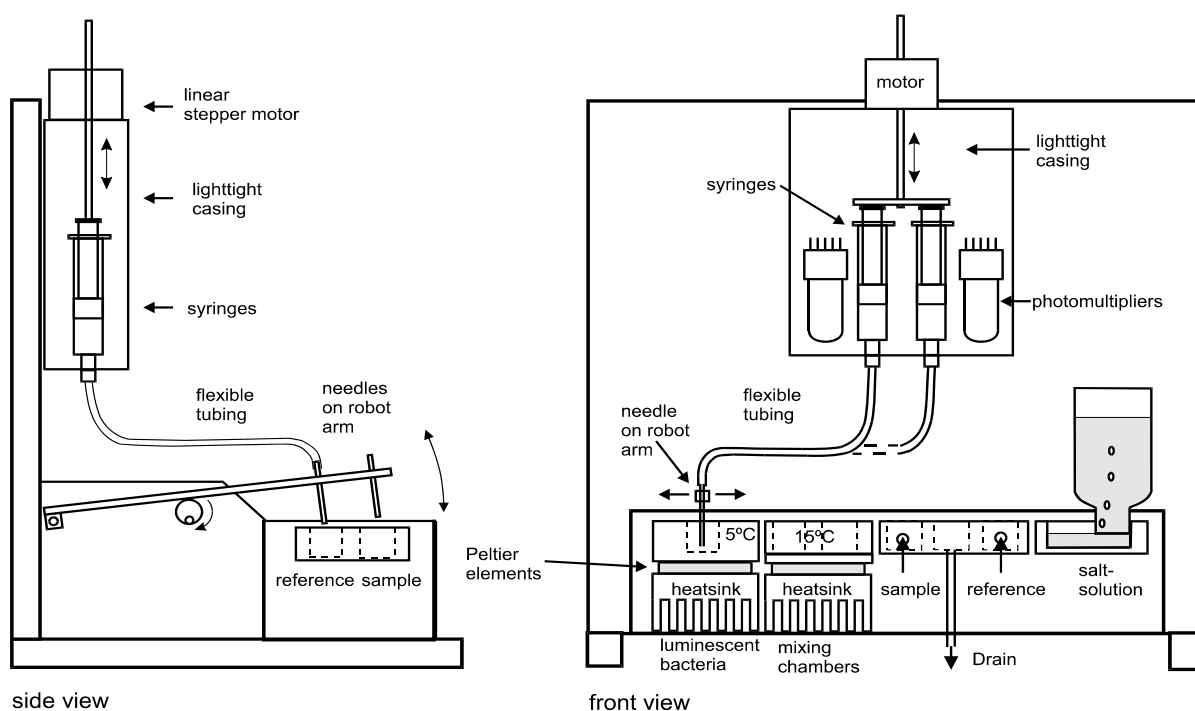 linear
stepper motor
lighttight
casing
syringes
flexible
tubing
needles
on robot
arm
reference sample
side view
motor
lighttight
casing
syringes
photomultipliers
needle
on robot
arm
flexible
tubing
Peltier
elements
5ºC
15ºC
heatsink
heatsink
sample
reference
salt-
solution
luminescent
bacteria
mixing
chambers
Drain
front view